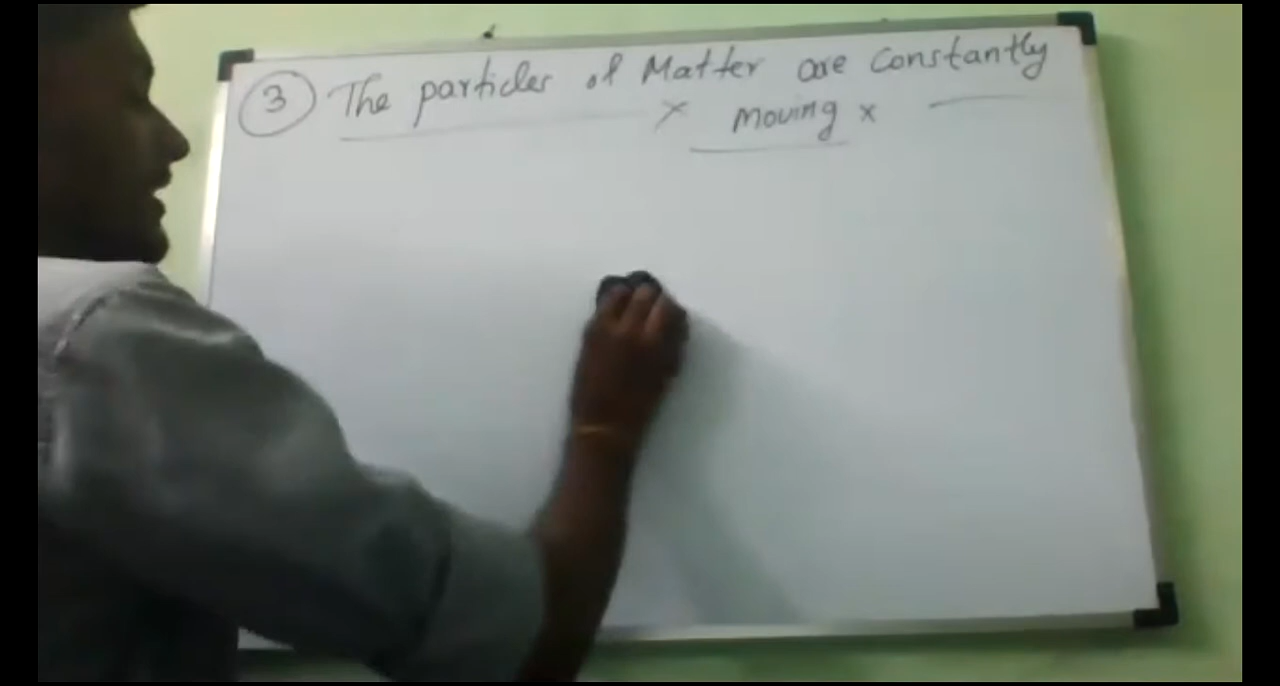 3 The particles of Matter are Constantly
× moving ×